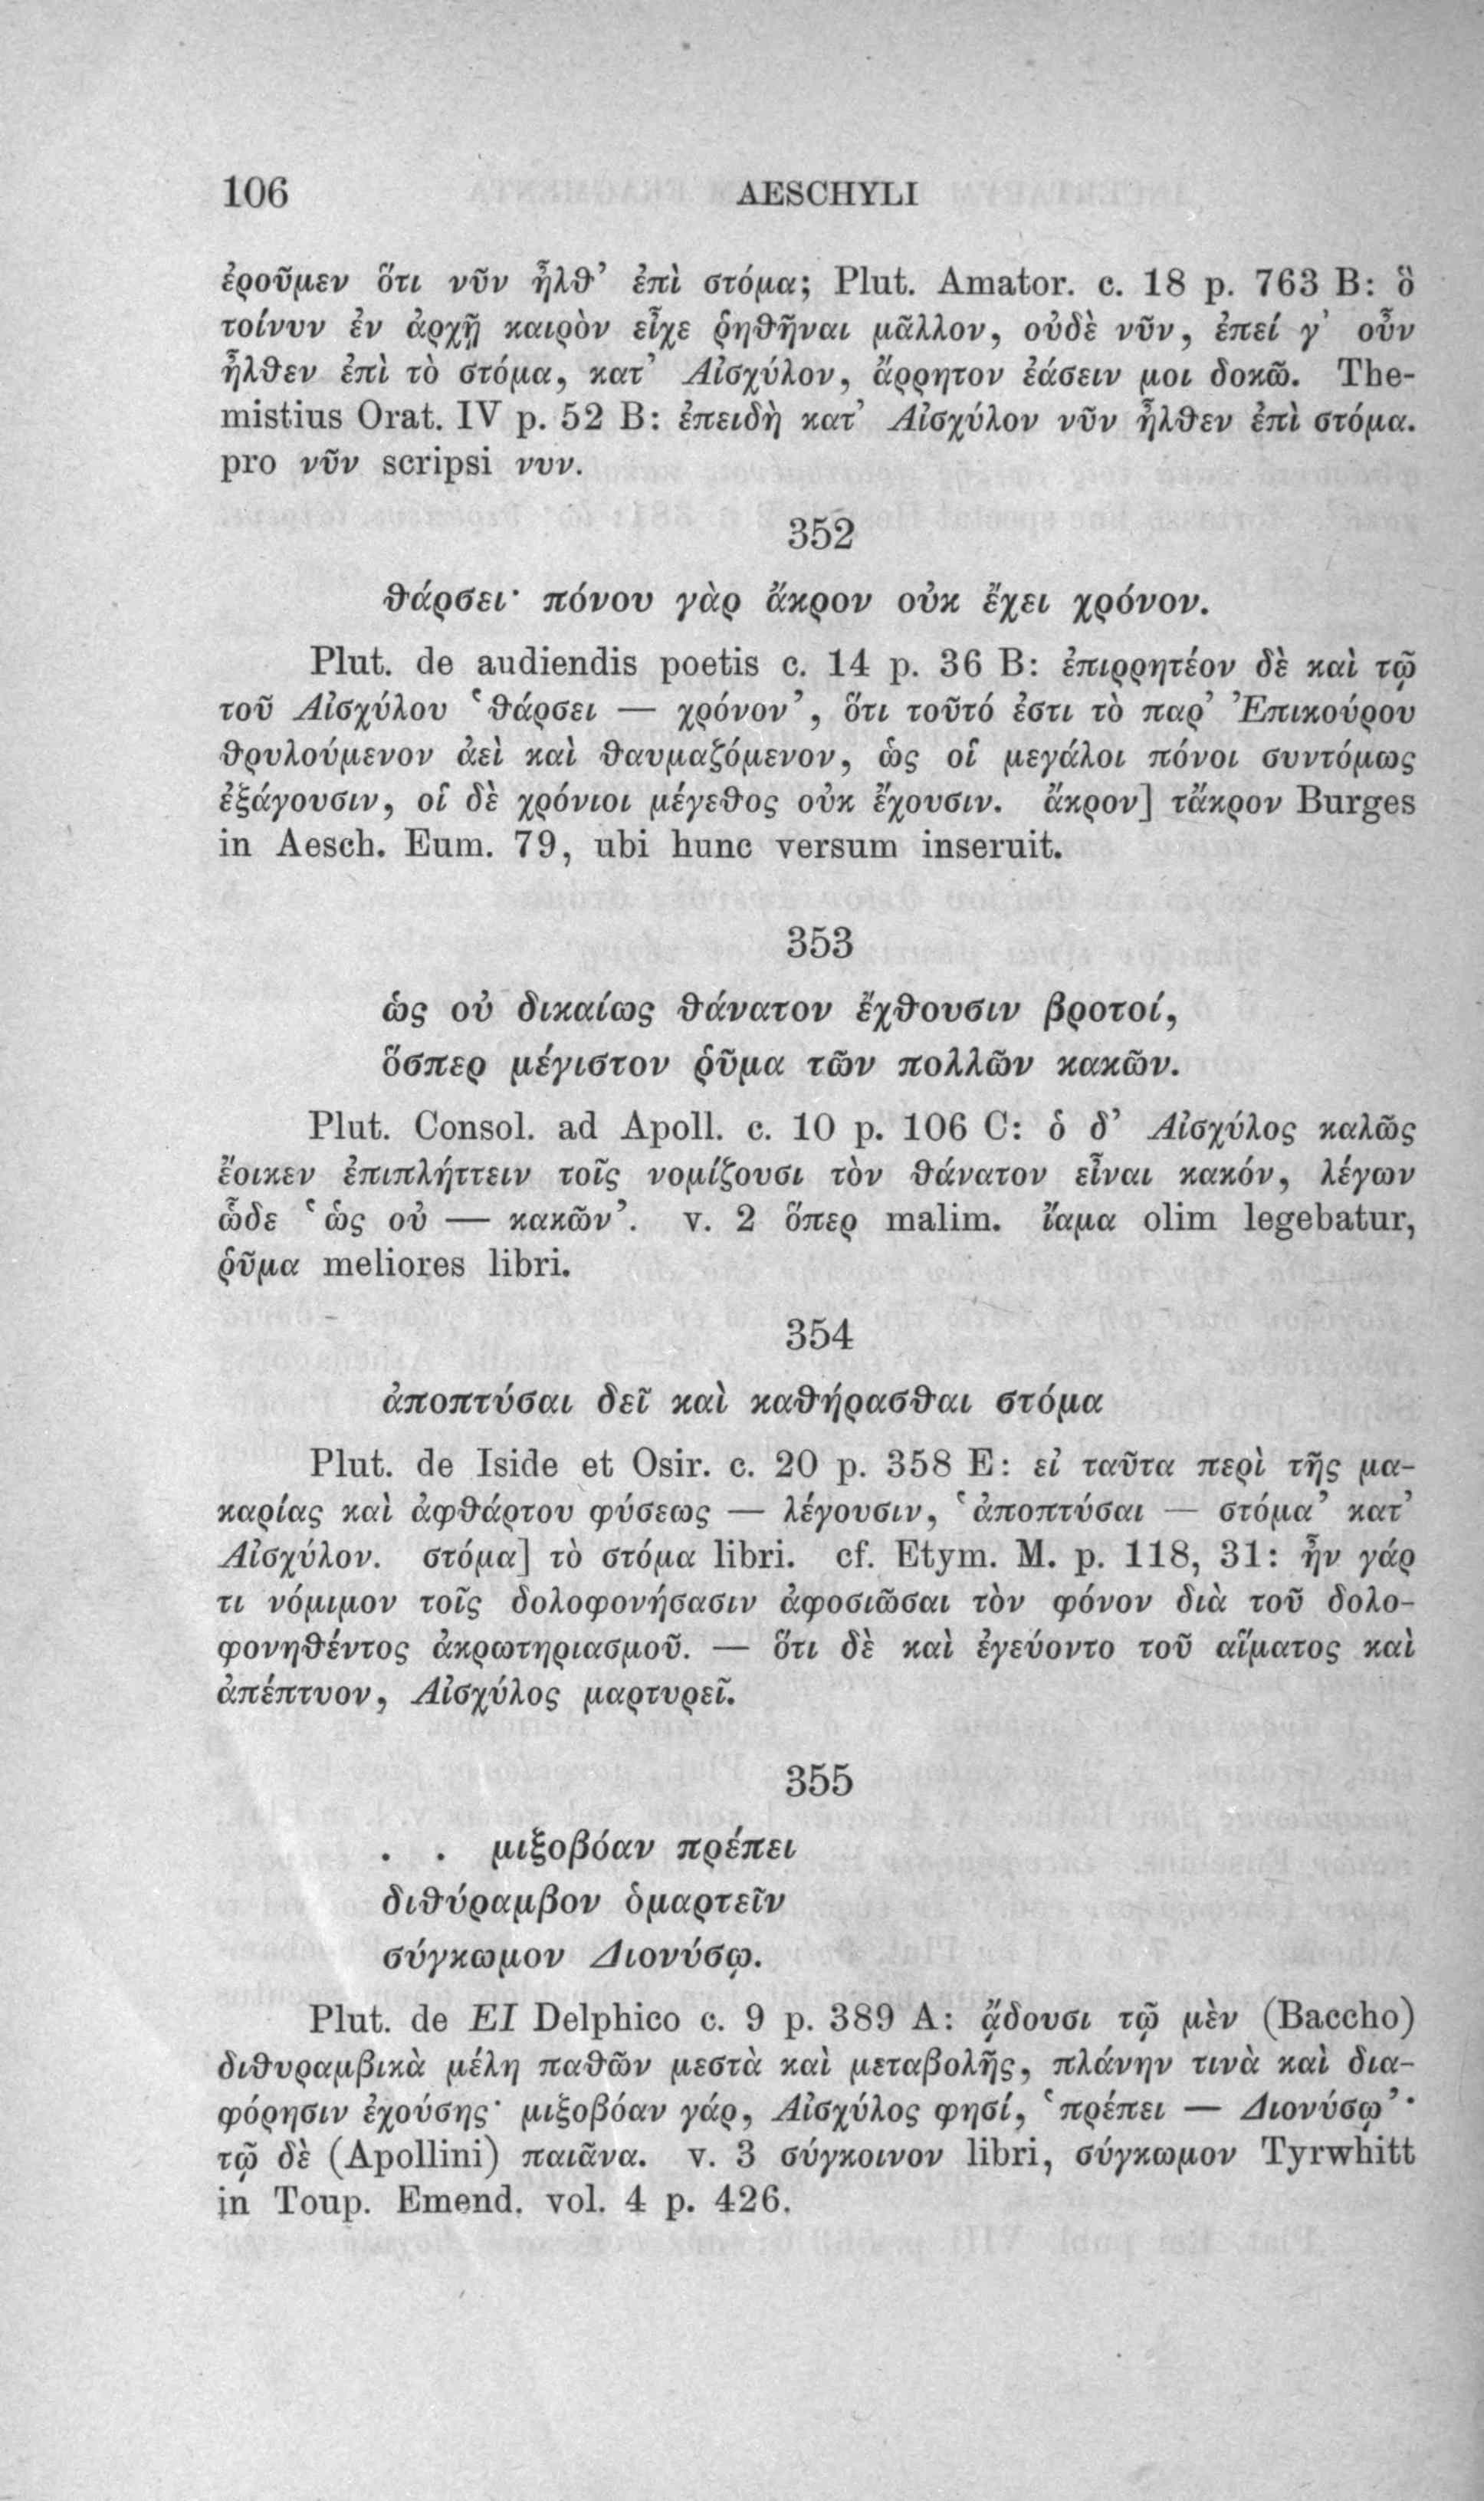 106 AESCHYLI
ἐροῦμεν ὅτι νῦν ἦλθ’ ἐπὶ στόμα; Plut. Amator. c. 18 p. 763 B: ὃ
τοίνυν ἐν ἀρχῇ καιρὸν εἶχε ῥηθῆναι μᾶλλον, οὐδὲ νῦν, ἐπεί γ’ οὖν
ἦλθεν ἐπὶ τὸ στόμα, κατ’ Αἰσχύλον, ἄρρητον ἐάσειν μοι δοκῶ. The-
mistius Orat. IV p. 52 B: ἐπειδὴ κατ’ Αἰσχύλον νῦν ἦλθεν ἐπὶ στόμα.
pro νῦν scripsi νυν.
352
θάρσει· πόνου γὰρ ἄκρον οὐκ ἔχει χρόνον.
Plut. de audiendis poetis c. 14 p. 36 B: ἐπιρρητέον δὲ καὶ τῷ
τοῦ Αἰσχύλου ‘θάρσει — χρόνον’, ὅτι τοῦτό ἐστι τὸ παρ’ Ἐπικούρου
θρυλούμενον ἀεὶ καὶ θαυμαζόμενον, ὡς οἱ μεγάλοι πόνοι συντόμως
ἐξάγουσιν, οἱ δὲ χρόνιοι μέγεθος οὐκ ἔχουσιν. ἄκρον] τἄκρον Burges
in Aesch. Eum. 79, ubi hunc versum inseruit.
353
ὡς οὐ δικαίως θάνατον ἔχθουσιν βροτοί,
ὅσπερ μέγιστον ῥῦμα τῶν πολλῶν κακῶν.
Plut. Consol. ad Apoll. c. 10 p. 106 C: ὁ δ’ Αἰσχύλος καλῶς
ἔοικεν ἐπιπλήττειν τοῖς νομίζουσι τὸν θάνατον εἶναι κακόν, λέγων
ὧδε ‘ὡς οὐ — κακῶν’. v. 2 ὅπερ malim. ἴαμα olim legebatur,
ῥῦμα meliores libri.
354
ἀποπτύσαι δεῖ καὶ καθήρασθαι στόμα
Plut. de Iside et Osir. c. 20 p. 358 E: εἰ ταῦτα περὶ τῆς μα-
καρίας καὶ ἀφθάρτου φύσεως — λέγουσιν, ‘ἀποπτύσαι — στόμα’ κατ’
Αἰσχύλον. στόμα] τὸ στόμα libri. cf. Etym. M. p. 118, 31: ἦν γάρ
τι νόμιμον τοῖς δολοφονήσασιν ἀφοσιῶσαι τὸν φόνον διὰ τοῦ δολο-
φονηθέντος ἀκρωτηριασμοῦ. — ὅτι δὲ καὶ ἐγεύοντο τοῦ αἵματος καὶ
ἀπέπτυον, Αἰσχύλος μαρτυρεῖ.
355
. . μιξοβόαν πρέπει
διθύραμβον ὁμαρτεῖν
σύγκωμον Διονύσῳ.
Plut. de EI Delphico c. 9 p. 389 A: ᾄδουσι τῷ μὲν (Baccho)
διθυραμβικὰ μέλη παθῶν μεστὰ καὶ μεταβολῆς, πλάνην τινὰ καὶ δια-
φόρησιν ἐχούσης· μιξοβόαν γάρ, Αἰσχύλος φησί, ‘πρέπει — Διονύσῳ’·
τῷ δὲ (Apollini) παιᾶνα. v. 3 σύγκοινον libri, σύγκωμον Tyrwhitt
in Toup. Emend. vol. 4 p. 426.